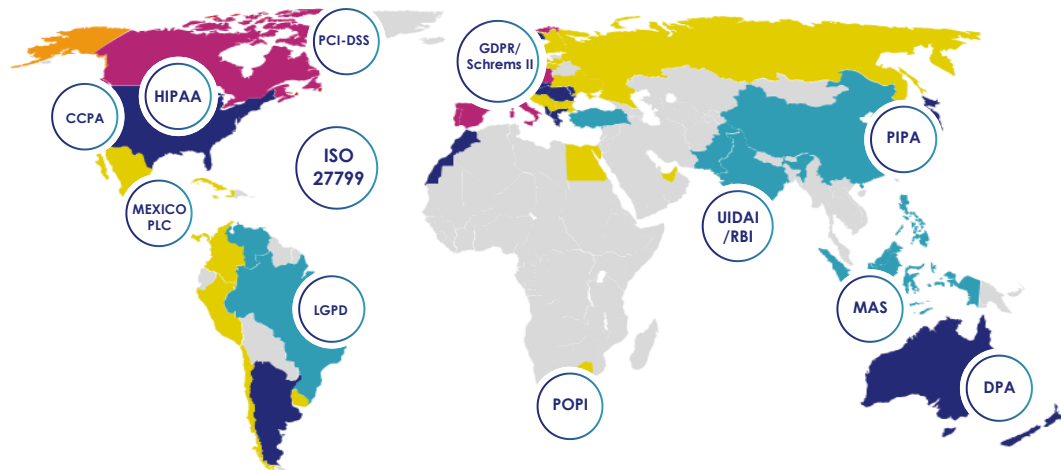 PCI-DSS
GDPR/
Schrems II
HIPAA
CCPA
PIPA
ISO
27799
MEXICO
PLC
UIDAI
/RBI
LGPD
MAS
POPI
DPA